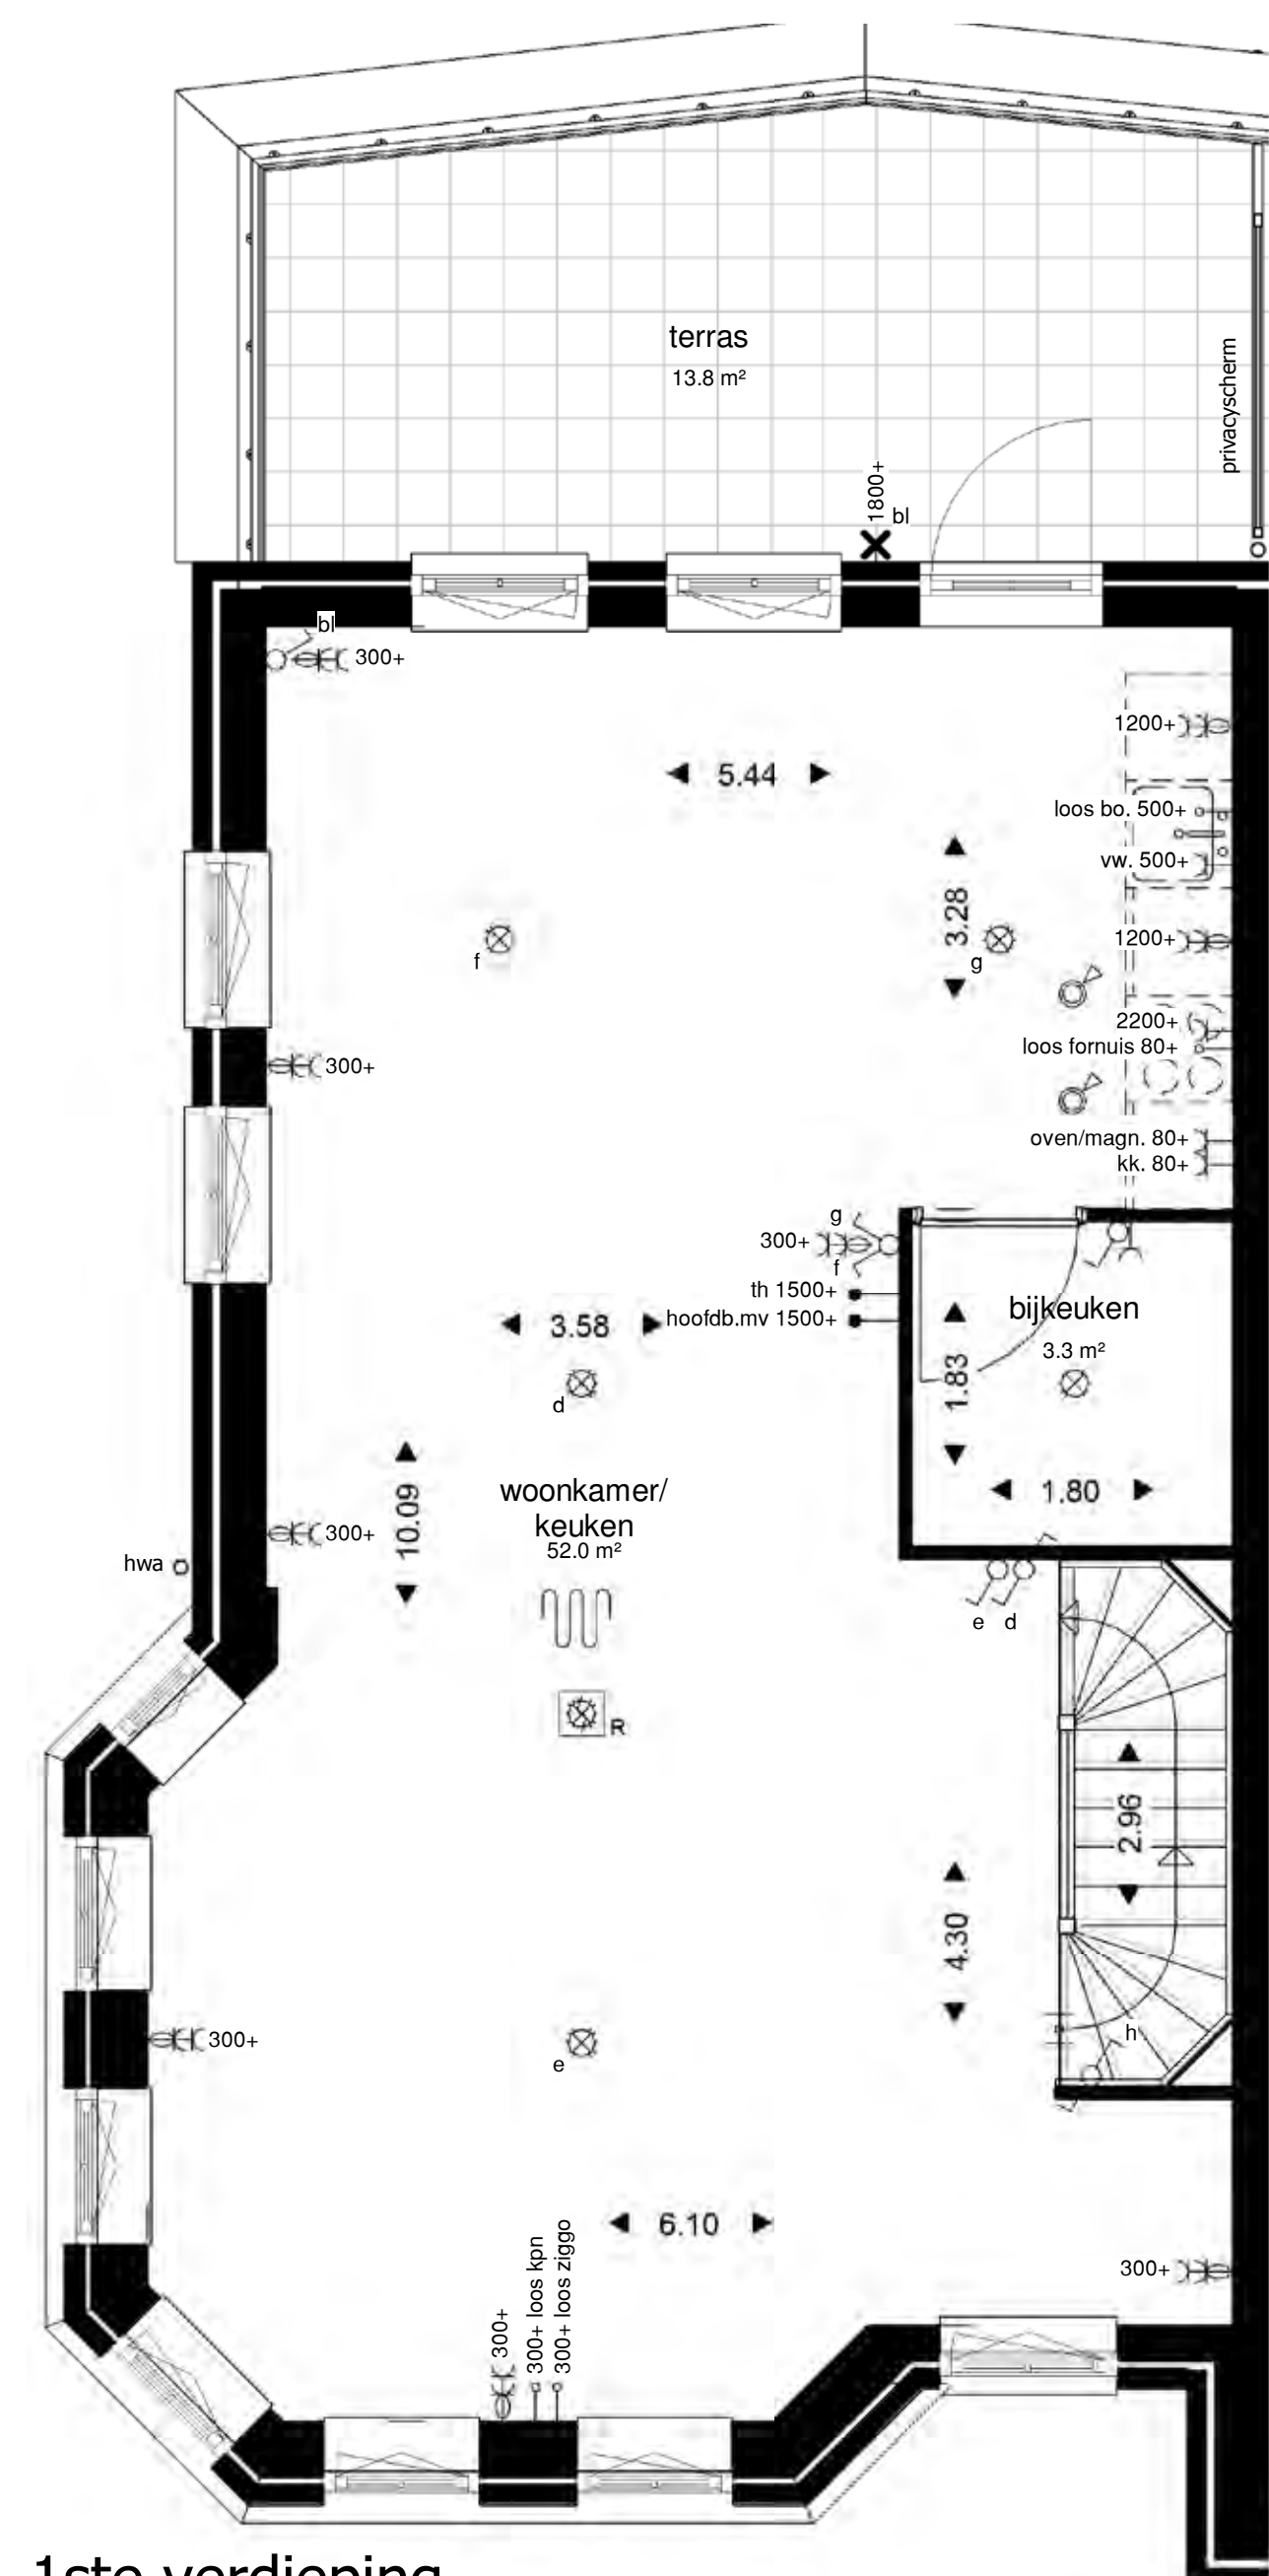 terras
13.8 m²
privacyscherm
1800+
bl
bl
300+
1200+
5.44
loos bo. 500+
vw. 500+
3.28
1200+
f
g
2200+
loos fornuis 80+
300+
oven/magn. 80+
kk. 80+
g
300+
f
th 1500+
hoofdb.mv 1500+
3.58
bijkeuken
3.3 m²
1.83
d
1.80
woonkamer/
keuken
52.0 m²
10.09
300+
hwa
e d
R
2.96
4.30
h
300+
e
6.10
300+
300+ loos kpn
300+ loos ziggo
300+
1ste verdieping